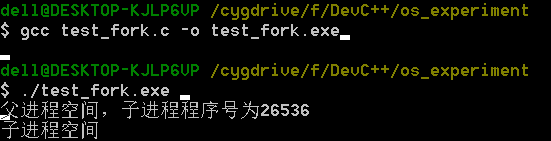 dell@DESKTOP-KJLP6VP /cygdrive/f/DevC++/os_experiment
$ gcc test_fork.c -o test_fork.exe
dell@DESKTOP-KJLP6VP /cygdrive/f/DevC++/os_experiment
$ ./test_fork.exe
父进程空间，子进程程序号为26536
子进程空间